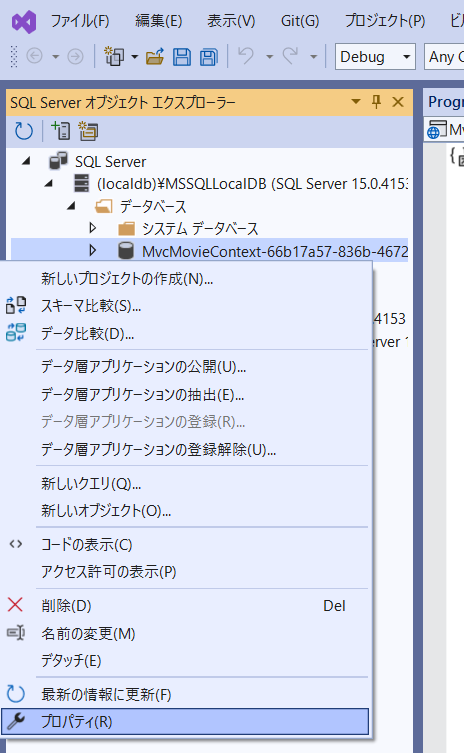 ファイル(F) 編集(E) 表示(V) Git(G) プロジェクト(P)
Debug Any
SQL Server オブジェクト エクスプローラー
SQL Server
(localdb)¥MSSQLLocalDB (SQL Server 15.0.4153
データベース
システム データベース
MvcMovieContext-66b17a57-836b-4672
新しいプロジェクトの作成(N)...
スキーマ比較(S)...
.4153
データ比較(D)...
データ層アプリケーションの公開(U)...
データ層アプリケーションの抽出(E)...
データ層アプリケーションの登録(R)...
データ層アプリケーションの登録解除(U)...
新しいクエリ(Q)...
新しいオブジェクト(O)...
コードの表示(C)
アクセス許可の表示(P)
削除(D) Del
名前の変更(M)
デタッチ(E)
最新の情報に更新(F)
プロパティ(R)